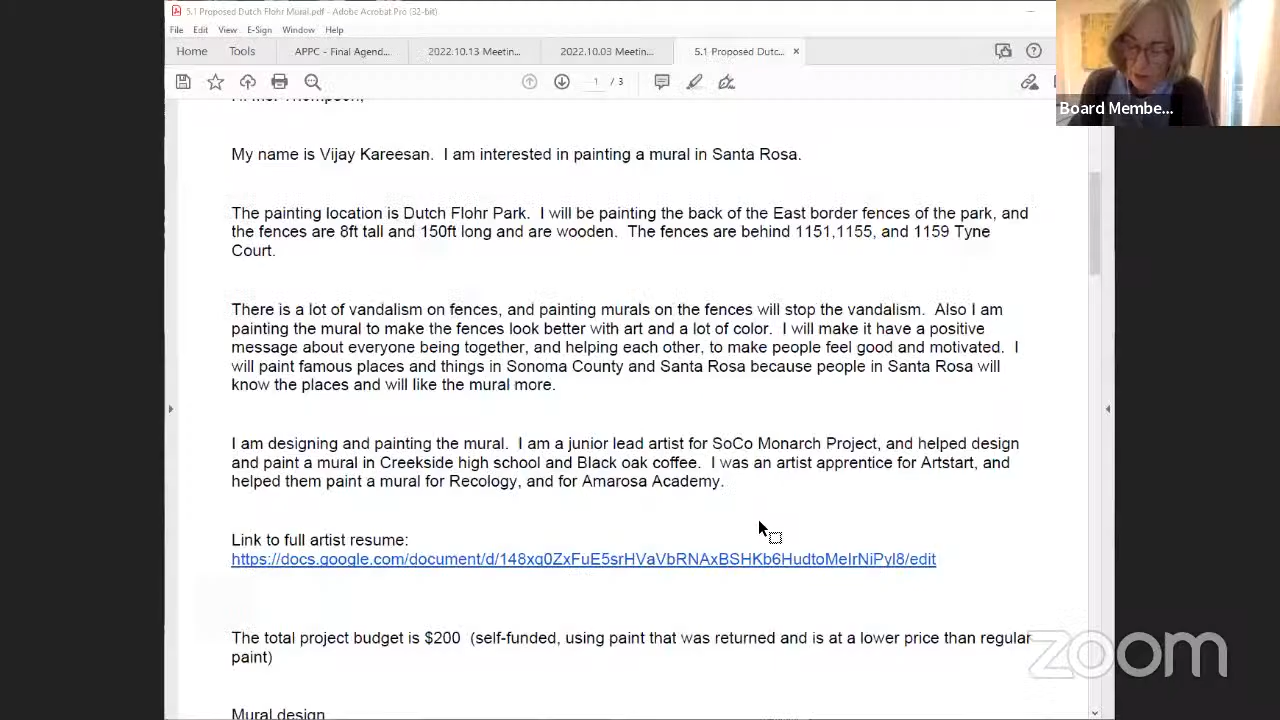 5.1 Proposed Dutch Flohr Mural.pdf - Adobe Acrobat Pro (32-bit)
File Edit View E-Sign Window Help
Home Tools APPC - Final Agend... 2022.10.13 Meetin... 2022.10.03 Meetin... 5.1 Proposed Dutc... ×
1 / 3
Board Membe...
My name is Vijay Kareesan. I am interested in painting a mural in Santa Rosa.
The painting location is Dutch Flohr Park. I will be painting the back of the East border fences of the park, and
the fences are 8ft tall and 150ft long and are wooden. The fences are behind 1151,1155, and 1159 Tyne
Court.
There is a lot of vandalism on fences, and painting murals on the fences will stop the vandalism. Also I am
painting the mural to make the fences look better with art and a lot of color. I will make it have a positive
message about everyone being together, and helping each other, to make people feel good and motivated. I
will paint famous places and things in Sonoma County and Santa Rosa because people in Santa Rosa will
know the places and will like the mural more.
I am designing and painting the mural. I am a junior lead artist for SoCo Monarch Project, and helped design
and paint a mural in Creekside high school and Black oak coffee. I was an artist apprentice for Artstart, and
helped them paint a mural for Recology, and for Amarosa Academy.
Link to full artist resume:
https://docs.google.com/document/d/148xq0ZxFuE5srHVaVbRNAxBSHKb6HudtoMeIrNiPyI8/edit
The total project budget is $200 (self-funded, using paint that was returned and is at a lower price than regular
paint)
Mural design
zoom